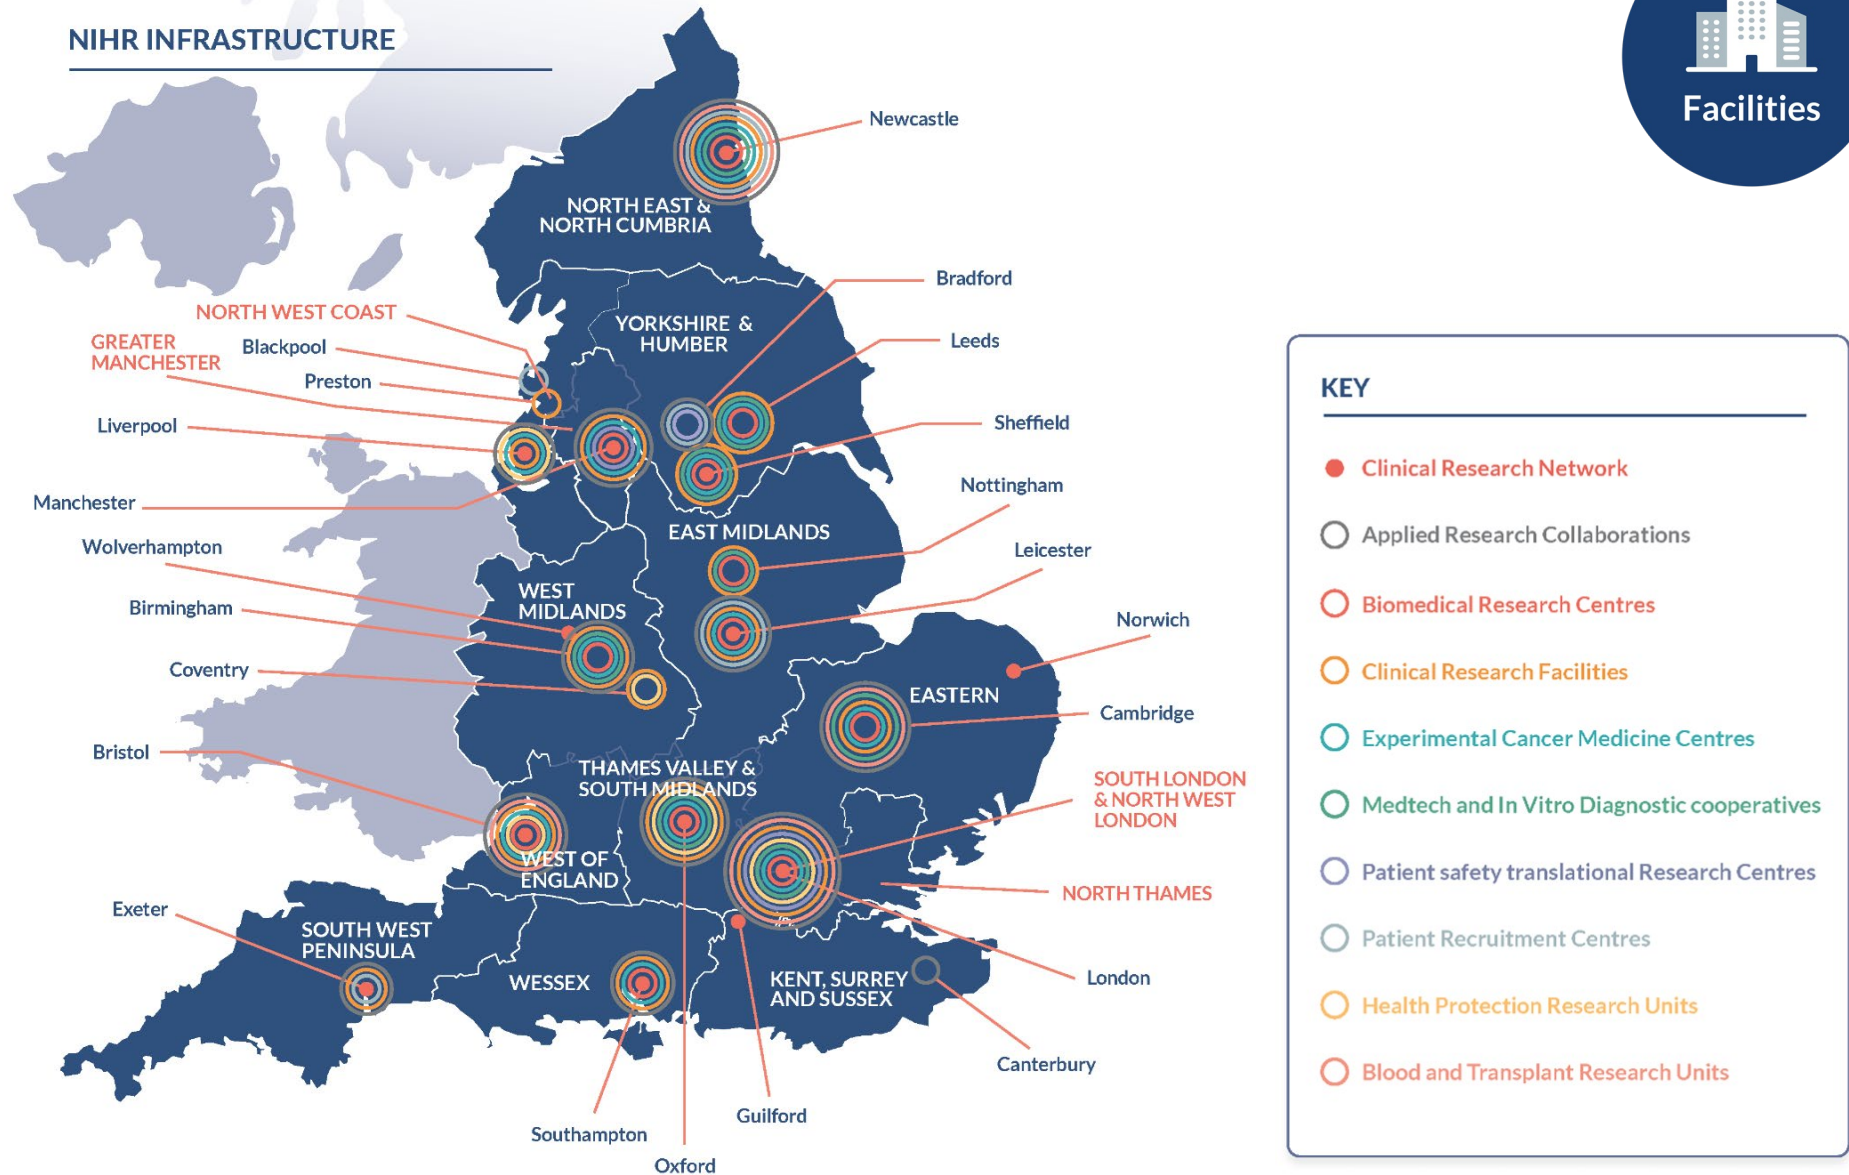 NIHR INFRASTRUCTURE
Facilities
Newcastle
NORTH EAST &
NORTH CUMBRIA
Bradford
NORTH WEST COAST
YORKSHIRE &
HUMBER
GREATER
MANCHESTER
Blackpool
Leeds
Preston
Liverpool
Sheffield
Nottingham
Manchester
EAST MIDLANDS
Wolverhampton
Leicester
WEST
MIDLANDS
Birmingham
Norwich
Coventry
EASTERN
Cambridge
Bristol
THAMES VALLEY &
SOUTH MIDLANDS
SOUTH LONDON
& NORTH WEST
LONDON
WEST OF
ENGLAND
NORTH THAMES
Exeter
SOUTH WEST
PENINSULA
WESSEX
KENT, SURREY
AND SUSSEX
London
Canterbury
Guilford
Southampton
Oxford
KEY
Clinical Research Network
Applied Research Collaborations
Biomedical Research Centres
Clinical Research Facilities
Experimental Cancer Medicine Centres
Medtech and In Vitro Diagnostic cooperatives
Patient safety translational Research Centres
Patient Recruitment Centres
Health Protection Research Units
Blood and Transplant Research Units